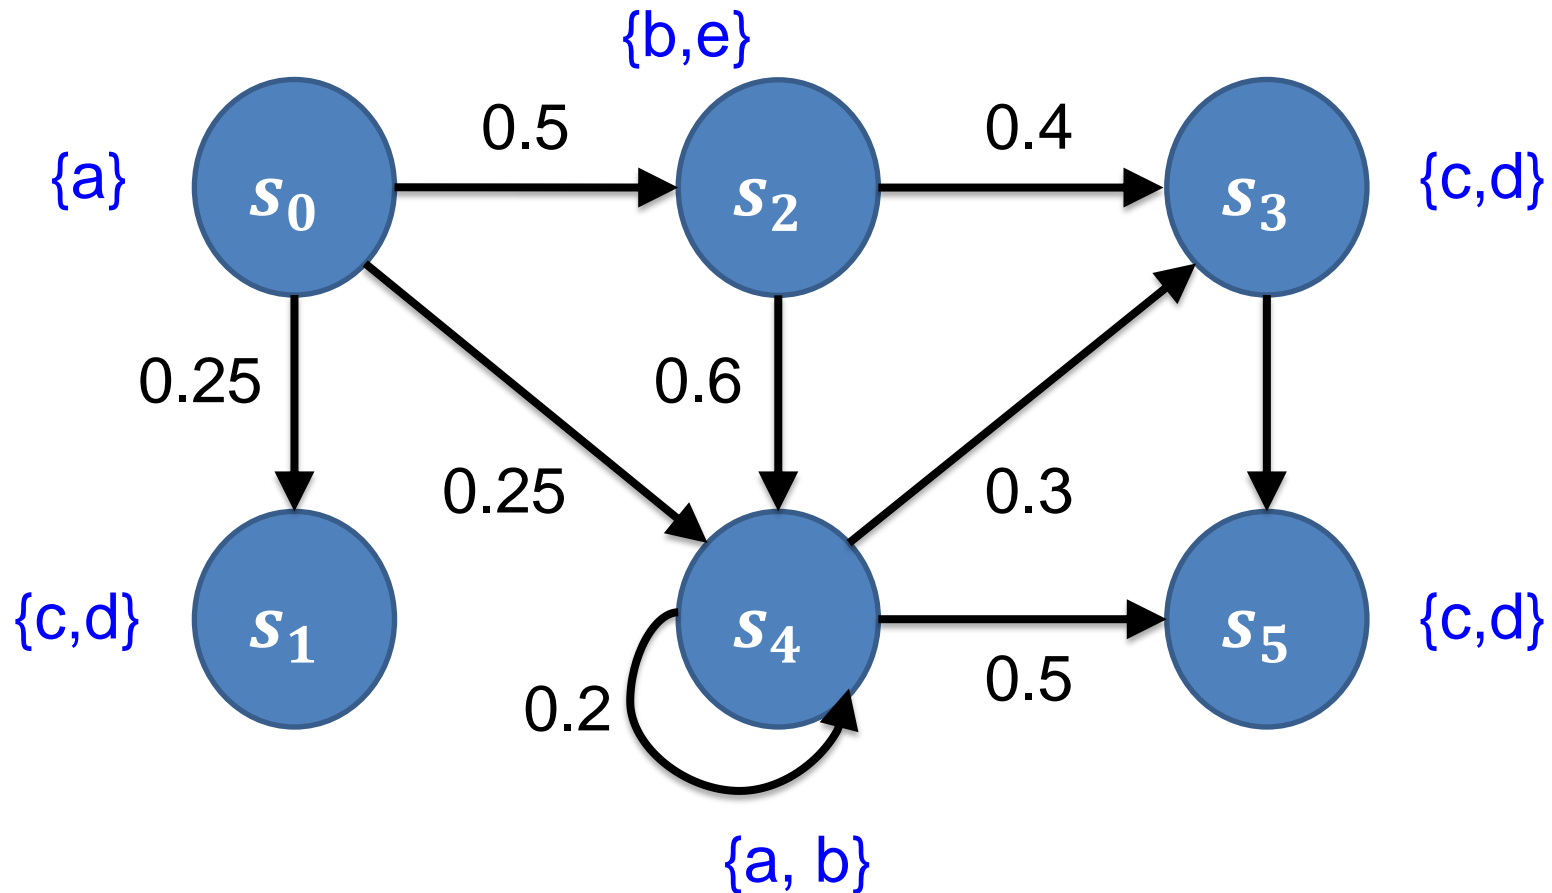 {b,e}
0.5
0.4
{a}
s0
s2
s3
{c,d}
0.25
0.6
0.25
0.3
{c,d}
s1
s4
s5
{c,d}
0.2
0.5
{a, b}